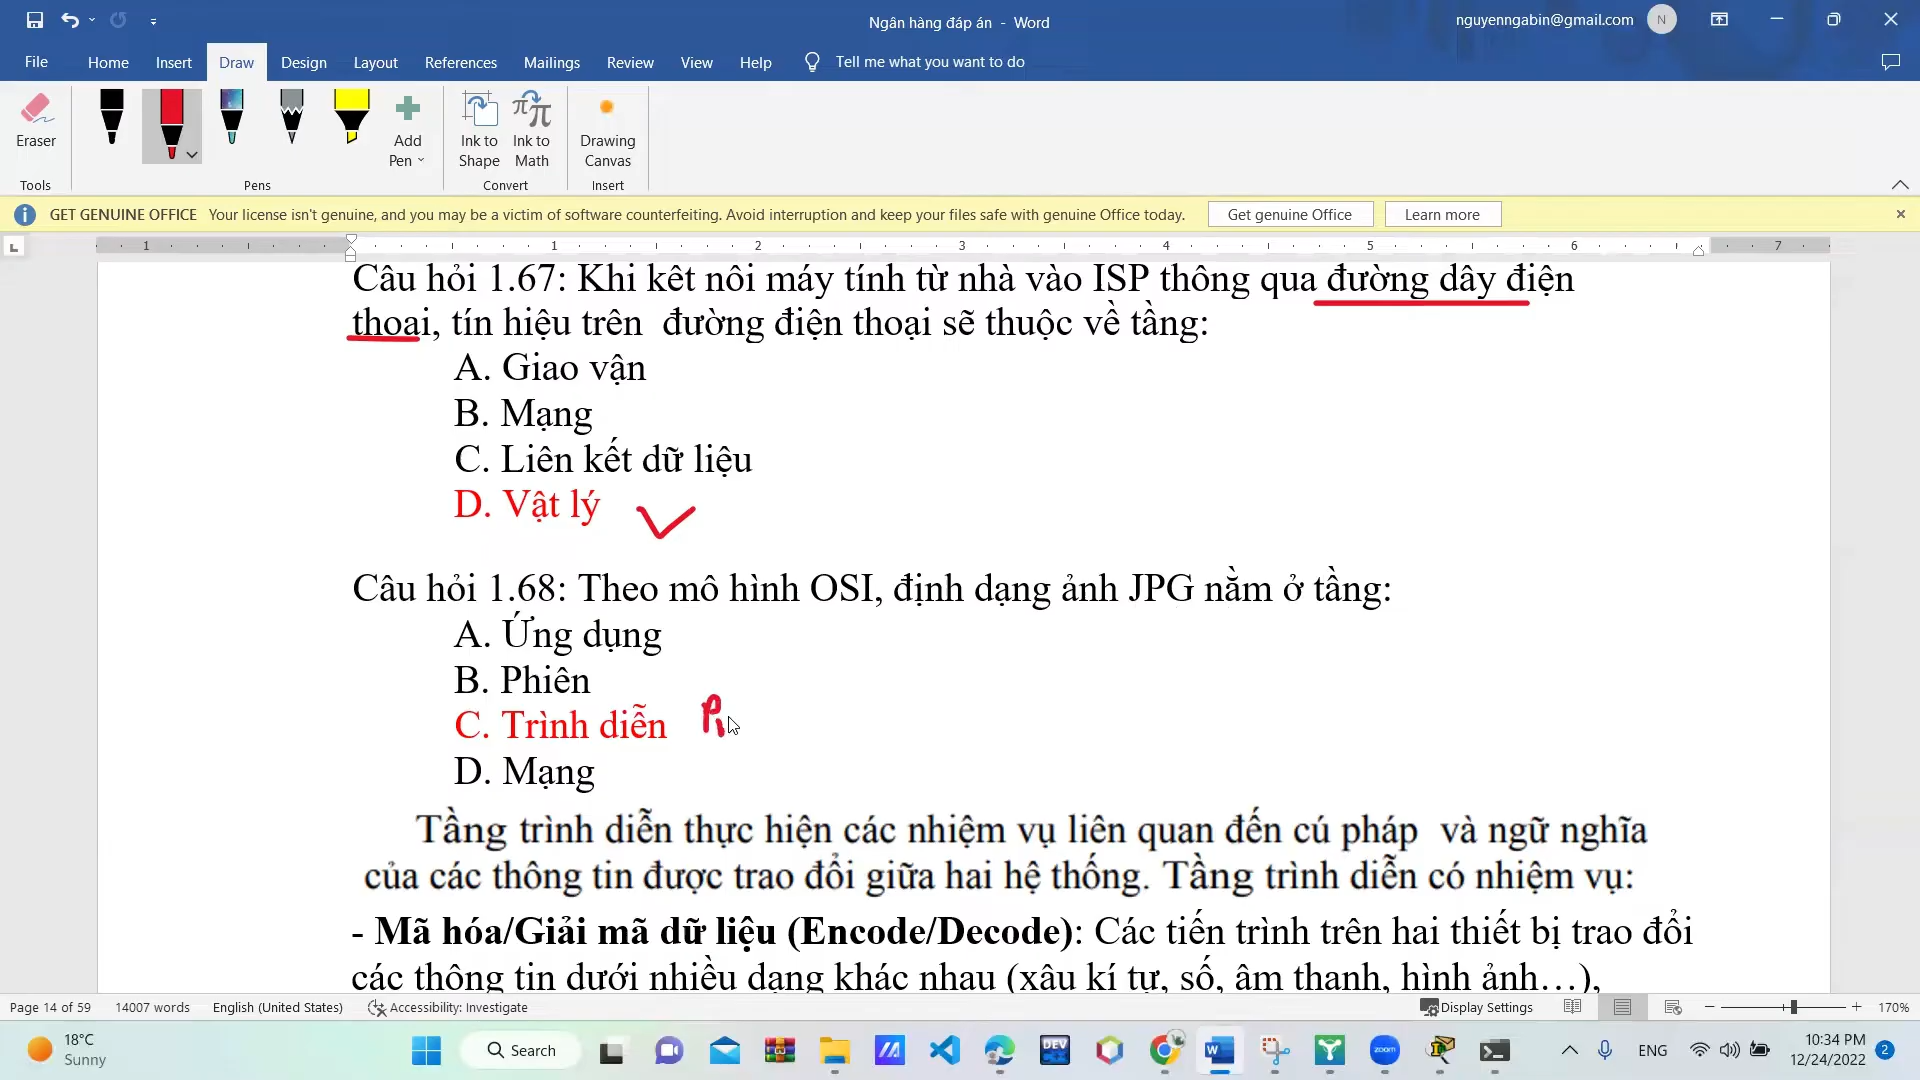 Ngân hàng đáp án - Word
nguyenngabin@gmail.com
N
File
Home
Insert
Draw
Design
Layout
References
Mailings
Review
View
Help
Tell me what you want to do
Eraser
Add
Pen
Ink to
Shape
Ink to
Math
Drawing
Canvas
Tools
Pens
Convert
Insert
GET GENUINE OFFICE Your license isn't genuine, and you may be a victim of software counterfeiting. Avoid interruption and keep your files safe with genuine Office today.
Get genuine Office
Learn more
1 1 2 3 4 5 6 7
Câu hỏi 1.67: Khi kết nối máy tính từ nhà vào ISP thông qua đường dây điện
thoại, tín hiệu trên đường điện thoại sẽ thuộc về tầng:
A. Giao vận
B. Mạng
C. Liên kết dữ liệu
D. Vật lý
Câu hỏi 1.68: Theo mô hình OSI, định dạng ảnh JPG nằm ở tầng:
A. Ứng dụng
B. Phiên
C. Trình diễn
D. Mạng
Tầng trình diễn thực hiện các nhiệm vụ liên quan đến cú pháp và ngữ nghĩa
của các thông tin được trao đổi giữa hai hệ thống. Tầng trình diễn có nhiệm vụ:
- Mã hóa/Giải mã dữ liệu (Encode/Decode): Các tiến trình trên hai thiết bị trao đổi
các thông tin dưới nhiều dạng khác nhau (xâu kí tự, số, âm thanh, hình ảnh…),
Page 14 of 59
14007 words
English (United States)
Accessibility: Investigate
Display Settings
170%
18°C
Sunny
Search
DEV
zoom
ENG
10:34 PM
12/24/2022
2